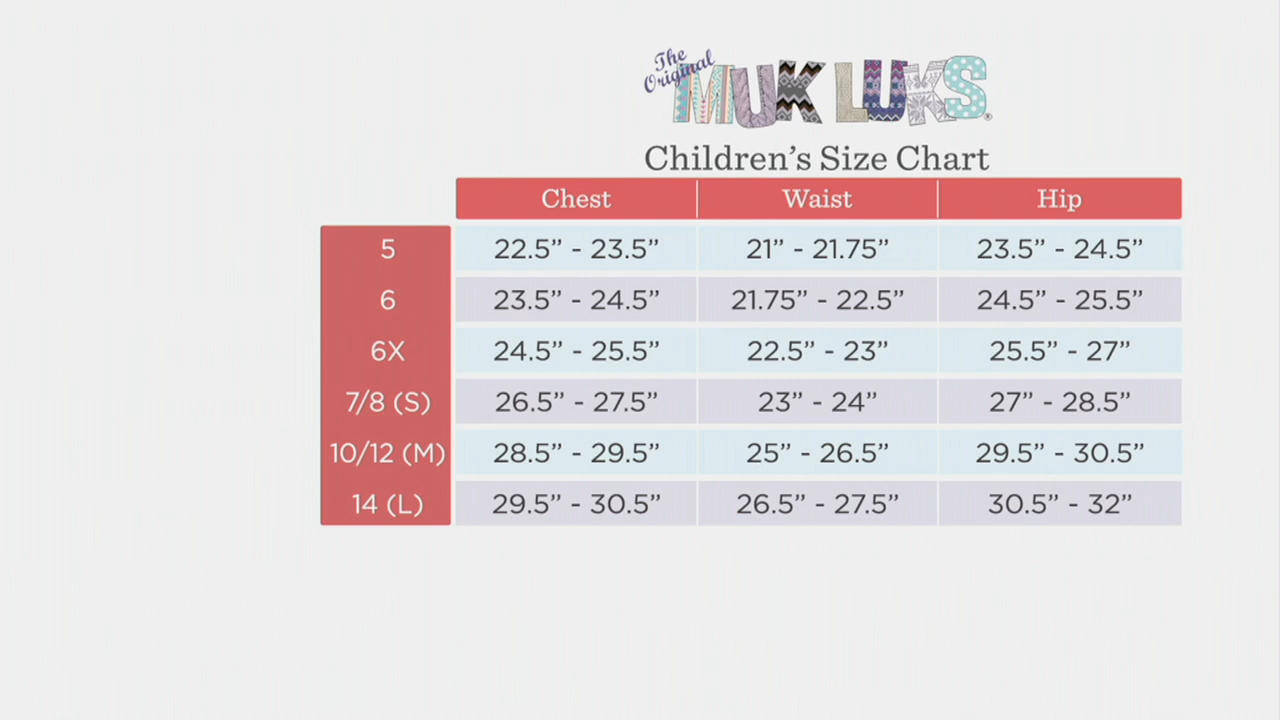 The Original MUK LUKS®
Children’s Size Chart
Chest Waist Hip
5 22.5” - 23.5” 21” - 21.75” 23.5” - 24.5”
6 23.5” - 24.5” 21.75” - 22.5” 24.5” - 25.5”
6X 24.5” - 25.5” 22.5” - 23” 25.5” - 27”
7/8 (S) 26.5” - 27.5” 23” - 24” 27” - 28.5”
10/12 (M) 28.5” - 29.5” 25” - 26.5” 29.5” - 30.5”
14 (L) 29.5” - 30.5” 26.5” - 27.5” 30.5” - 32”